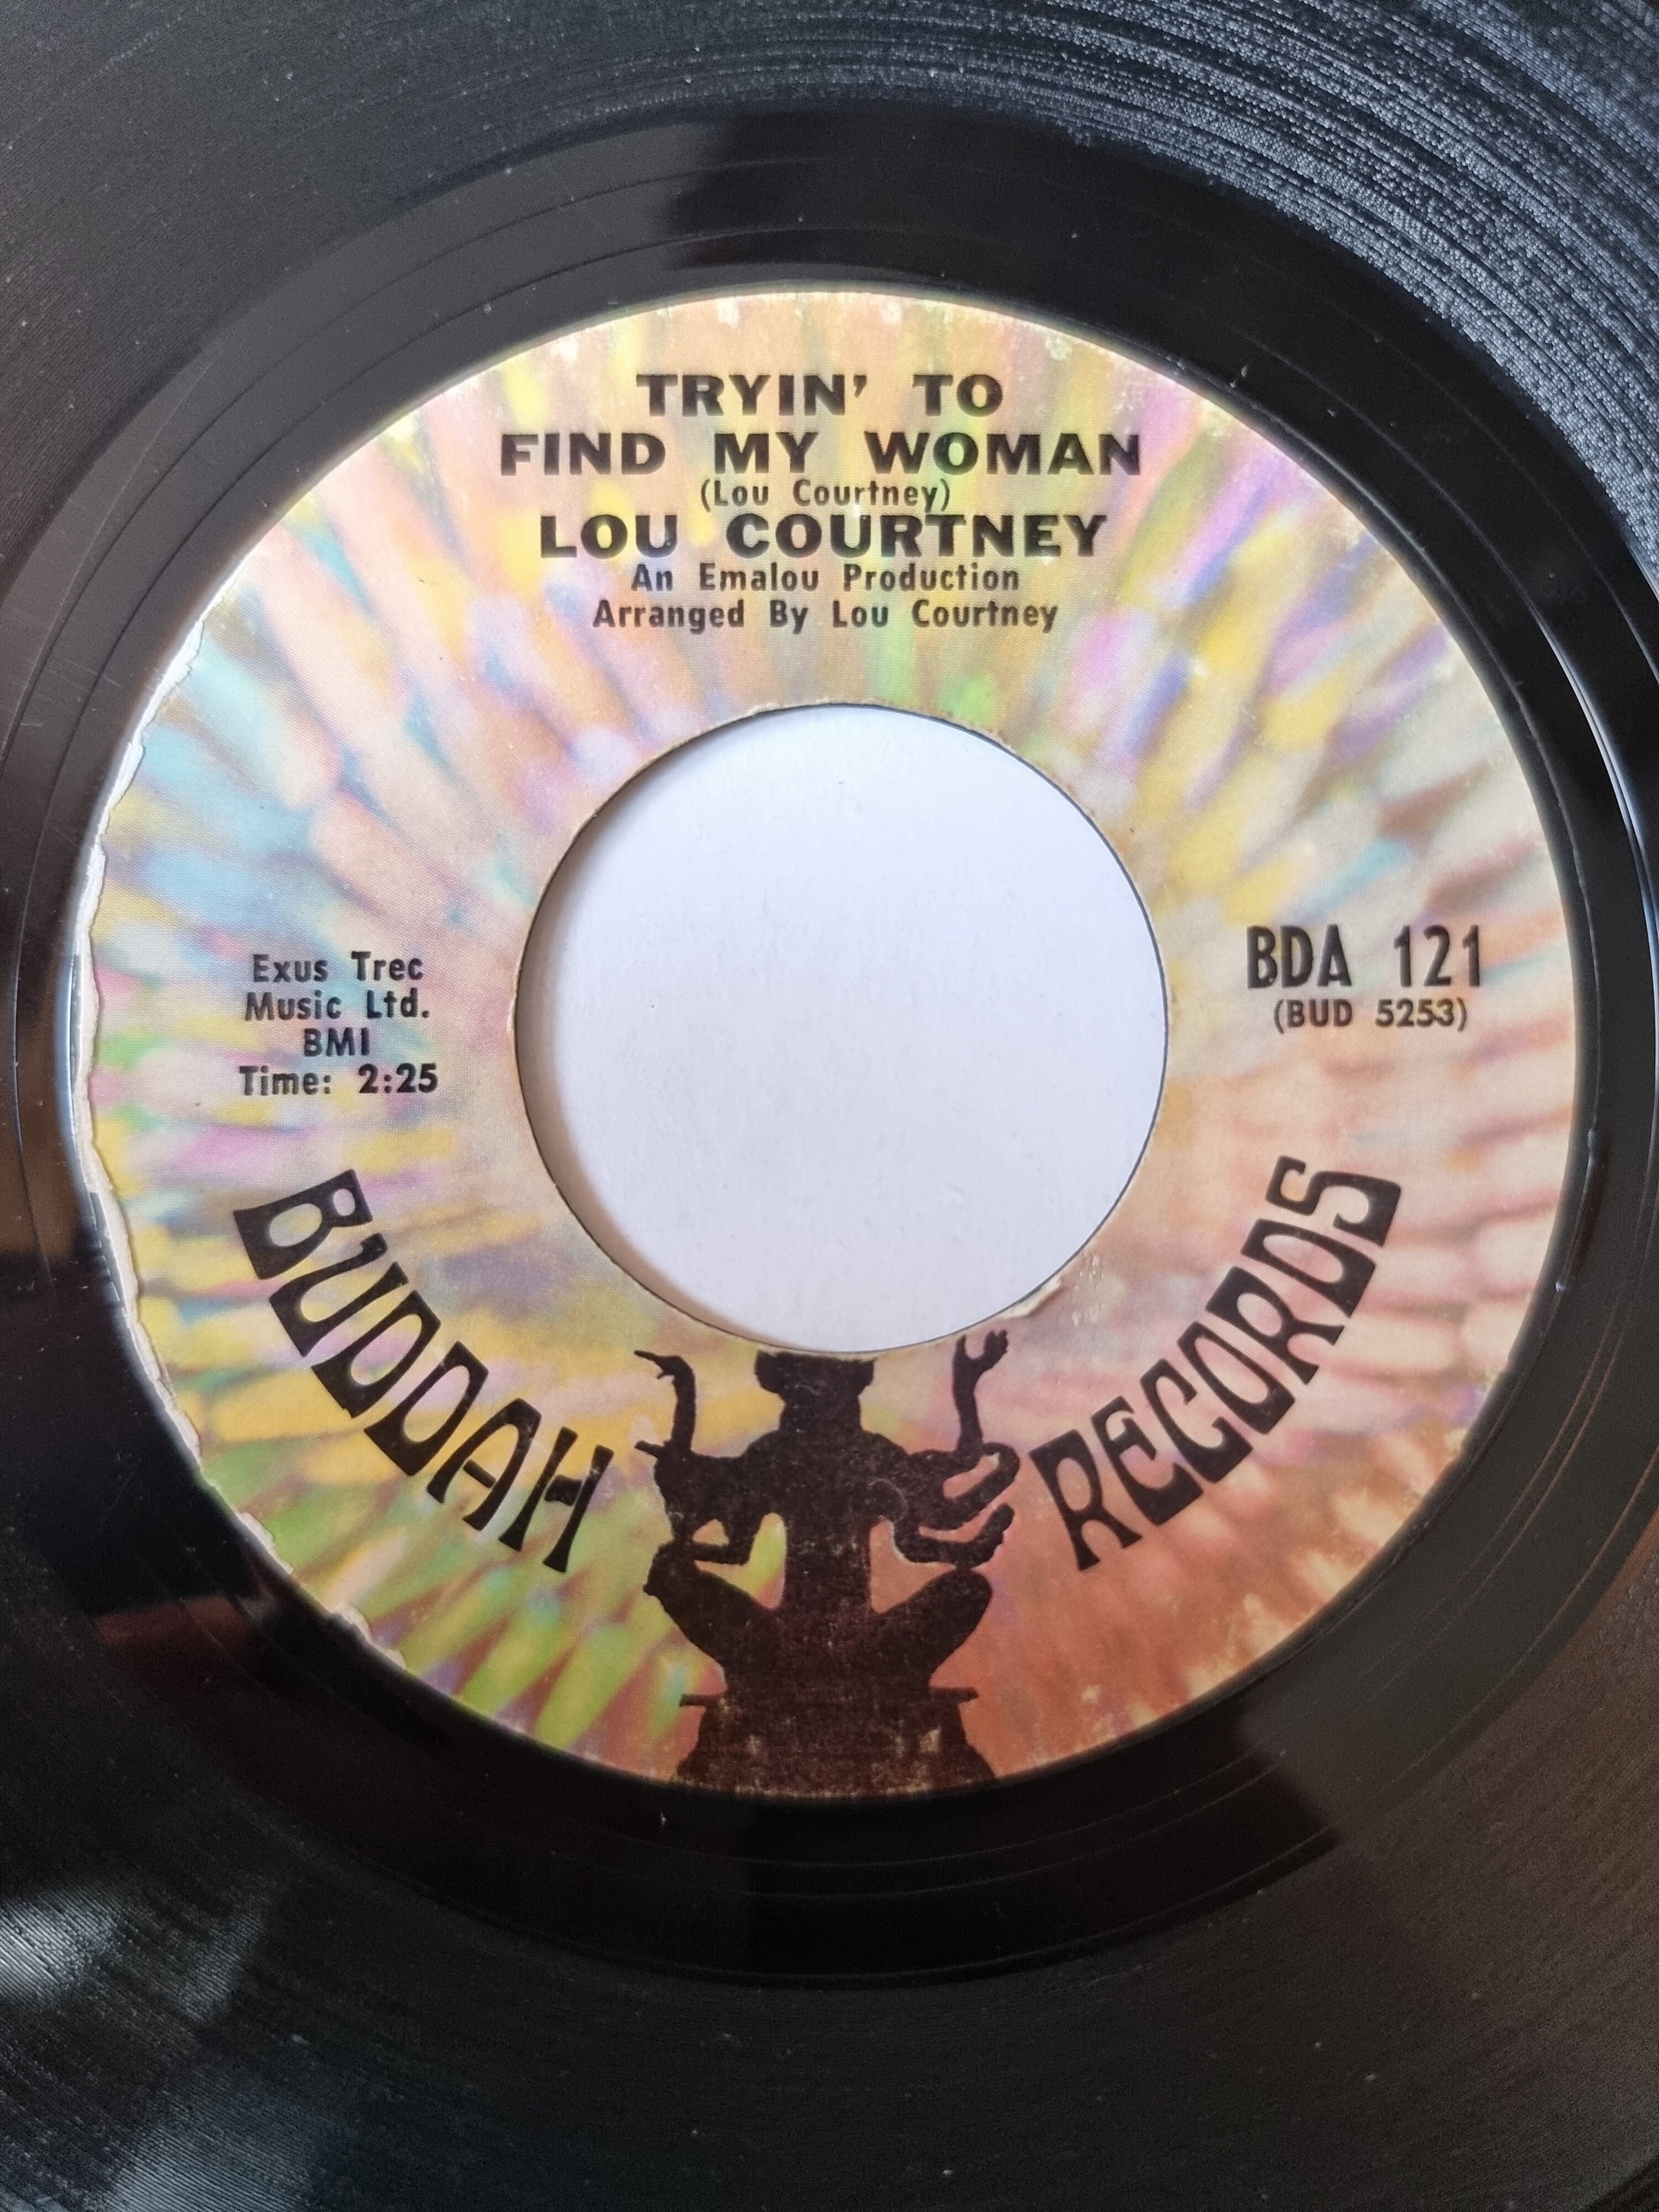 TRYIN' TO
FIND MY WOMAN
(Lou Courtney)
LOU COURTNEY
An Emalou Production
Arranged By Lou Courtney
Exus Trec
Music Ltd.
BMI
Time: 2:25
BDA 121
(BUD 5253)
BUDDAH RECORDS